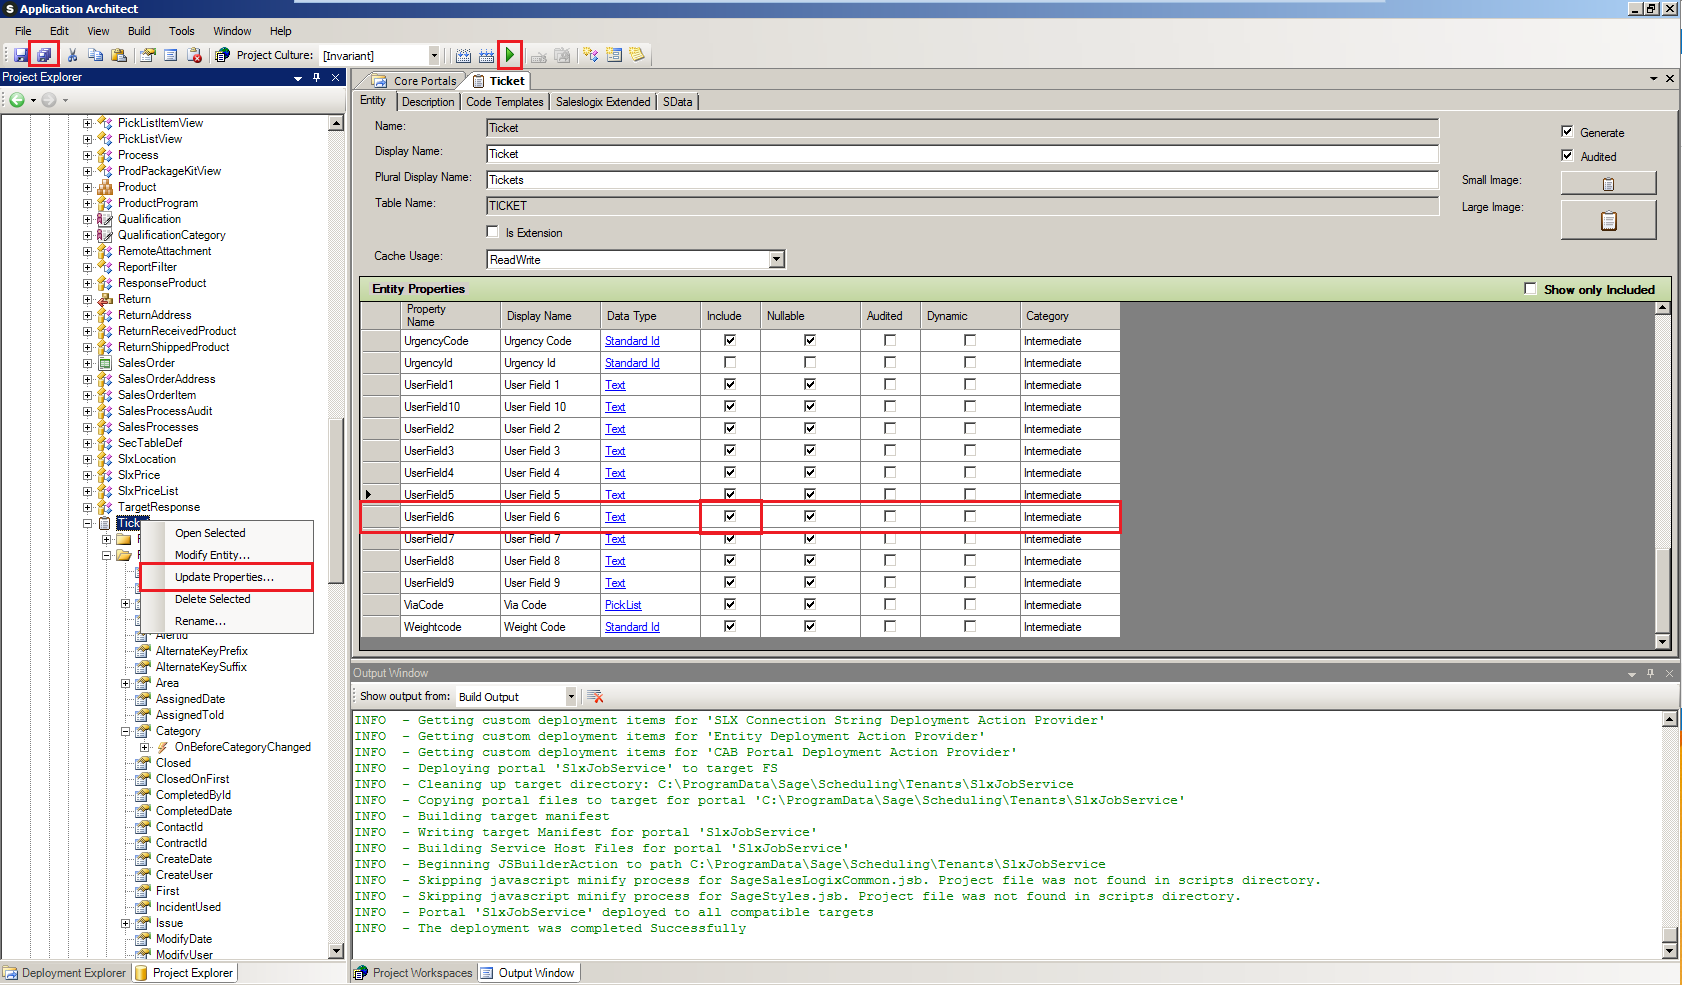 Application Architect
File Edit View Build Tools Window Help
Project Culture: [Invariant]
Project Explorer
PickListItemView
PickListView
Process
ProdPackageKitView
Product
ProductProgram
Qualification
QualificationCategory
RemoteAttachment
ReportFilter
ResponseProduct
Return
ReturnAddress
ReturnReceivedProduct
ReturnShippedProduct
SalesOrder
SalesOrderAddress
SalesOrderItem
SalesProcessAudit
SalesProcesses
SecTableDef
SlxLocation
SlxPrice
SlxPriceList
TargetResponse
Open Selected
Modify Entity...
Update Properties...
Delete Selected
Rename...
AlertId
AlternateKeyPrefix
AlternateKeySuffix
Area
AssignedDate
AssignedToId
Category
OnBeforeCategoryChanged
Closed
ClosedOnFirst
CompletedById
CompletedDate
ContactId
ContractId
CreateDate
CreateUser
First
IncidentUsed
Issue
ModifyDate
ModifyUser
Deployment Explorer Project Explorer
Core Portals Ticket
Entity Description Code Templates Saleslogix Extended SData
Name: Ticket
Display Name: Ticket
Plural Display Name: Tickets
Table Name: TICKET
Is Extension
Cache Usage: ReadWrite
Generate
Audited
Small Image:
Large Image:
Entity Properties Show only Included
Property Name Display Name Data Type Include Nullable Audited Dynamic Category
UrgencyCode Urgency Code Standard Id Intermediate
UrgencyId Urgency Id Standard Id Intermediate
UserField1 User Field 1 Text Intermediate
UserField10 User Field 10 Text Intermediate
UserField2 User Field 2 Text Intermediate
UserField3 User Field 3 Text Intermediate
UserField4 User Field 4 Text Intermediate
UserField5 User Field 5 Text Intermediate
UserField6 User Field 6 Text Intermediate
UserField7 User Field 7 Text Intermediate
UserField8 User Field 8 Text Intermediate
UserField9 User Field 9 Text Intermediate
ViaCode Via Code PickList Intermediate
Weightcode Weight Code Standard Id Intermediate
Output Window
Show output from: Build Output
INFO - Getting custom deployment items for 'SLX Connection String Deployment Action Provider'
INFO - Getting custom deployment items for 'Entity Deployment Action Provider'
INFO - Getting custom deployment items for 'CAB Portal Deployment Action Provider'
INFO - Deploying portal 'SlxJobService' to target FS
INFO - Cleaning up target directory: C:\ProgramData\Sage\Scheduling\Tenants\SlxJobService
INFO - Copying portal files to target for portal 'C:\ProgramData\Sage\Scheduling\Tenants\SlxJobService'
INFO - Building target manifest
INFO - Writing target Manifest for portal 'SlxJobService'
INFO - Building Service Host Files for portal 'SlxJobService'
INFO - Beginning JSBuilderAction to path C:\ProgramData\Sage\Scheduling\Tenants\SlxJobService
INFO - Skipping javascript minify process for SageSalesLogixCommon.jsb. Project file was not found in scripts directory.
INFO - Skipping javascript minify process for SageStyles.jsb. Project file was not found in scripts directory.
INFO - Portal 'SlxJobService' deployed to all compatible targets
INFO - The deployment was completed Successfully
Project Workspaces Output Window